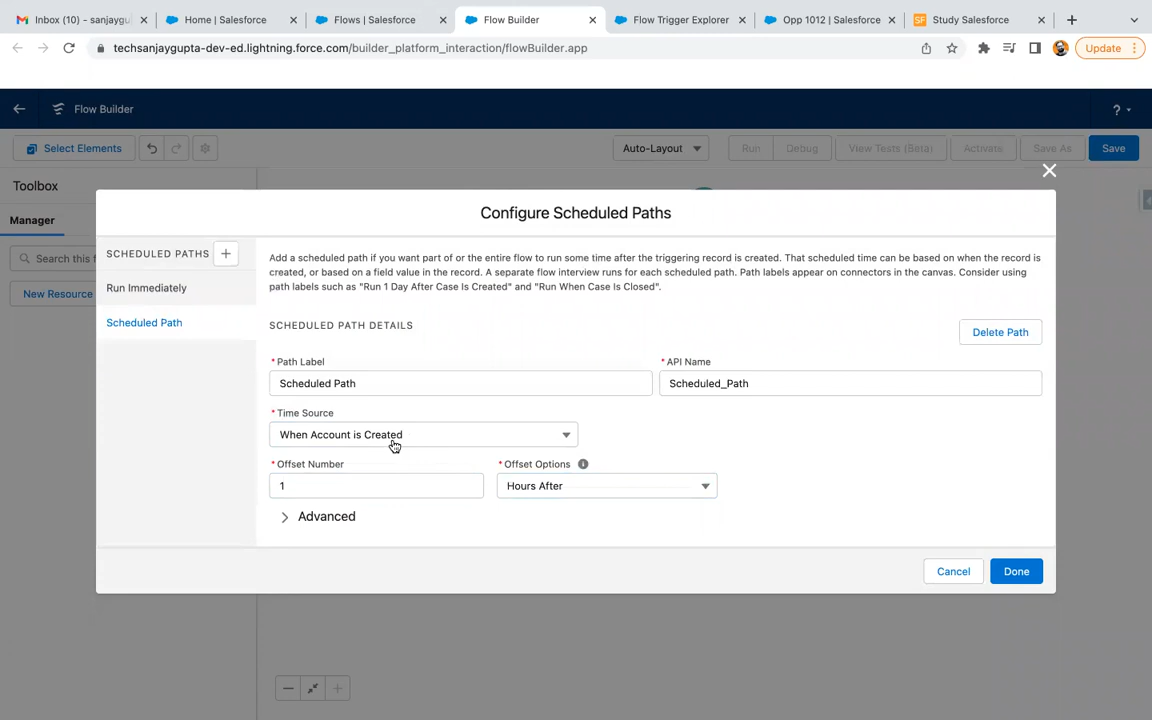 Inbox (10) - sanjaygu
Home | Salesforce
Flows | Salesforce
Flow Builder
Flow Trigger Explorer
Opp 1012 | Salesforce
SF Study Salesforce
techsanjaygupta-dev-ed.lightning.force.com/builder_platform_interaction/flowBuilder.app
Update
Flow Builder
?
Select Elements
Auto-Layout
Run
Debug
View Tests (Beta)
Activate
Save As
Save
Toolbox
Manager
Search this f
New Resource
Configure Scheduled Paths
SCHEDULED PATHS
Run Immediately
Scheduled Path
Add a scheduled path if you want part of or the entire flow to run some time after the triggering record is created. That scheduled time can be based on when the record is
created, or based on a field value in the record. A separate flow interview runs for each scheduled path. Path labels appear on connectors in the canvas. Consider using
path labels such as "Run 1 Day After Case Is Created" and "Run When Case Is Closed".
SCHEDULED PATH DETAILS
Delete Path
* Path Label
Scheduled Path
* API Name
Scheduled_Path
* Time Source
When Account is Created
* Offset Number
1
* Offset Options
Hours After
Advanced
Cancel
Done